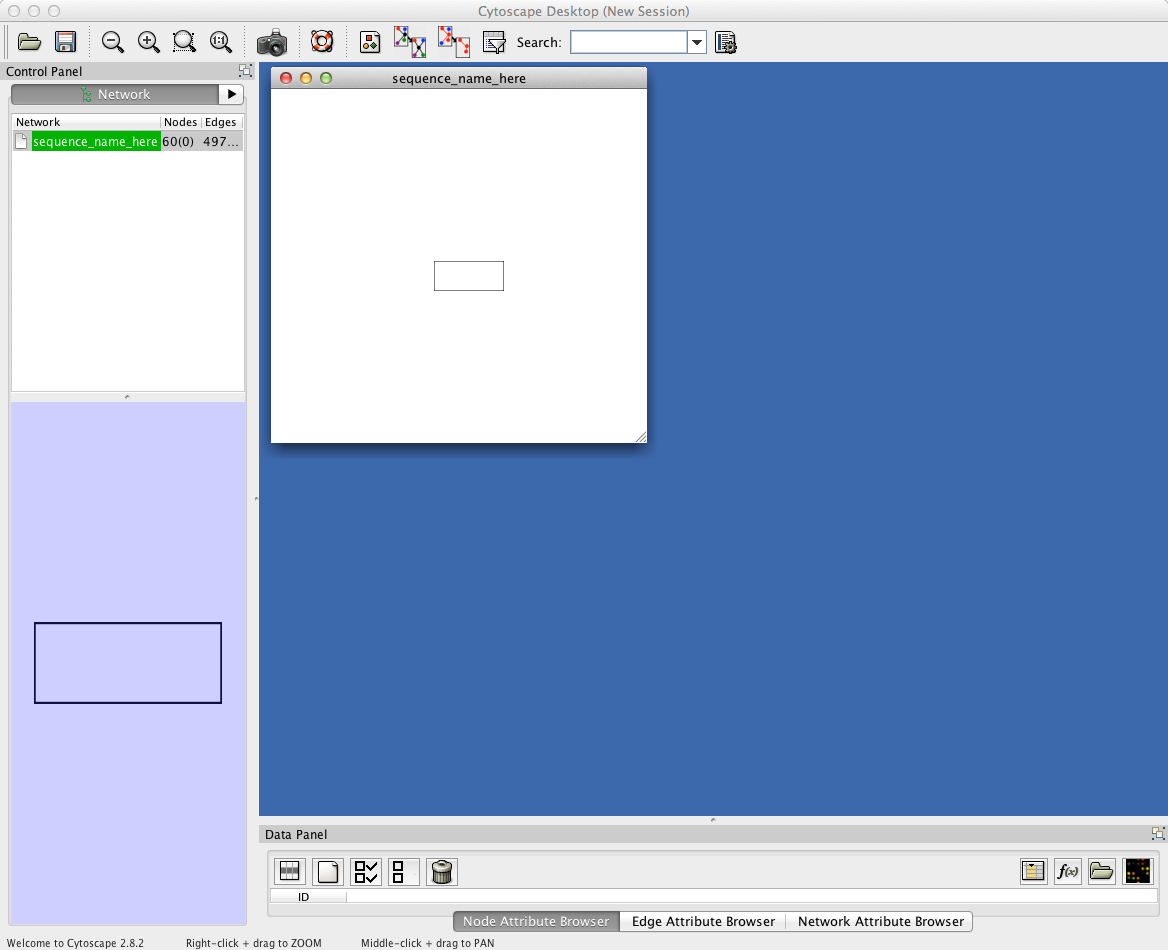 Cytoscape Desktop (New Session)
1:1
Search:
Control Panel
Network
Network Nodes Edges
sequence_name_here 60(0) 497...
sequence_name_here
Data Panel
f(x)
ID
Node Attribute Browser Edge Attribute Browser Network Attribute Browser
Welcome to Cytoscape 2.8.2 Right-click + drag to ZOOM Middle-click + drag to PAN